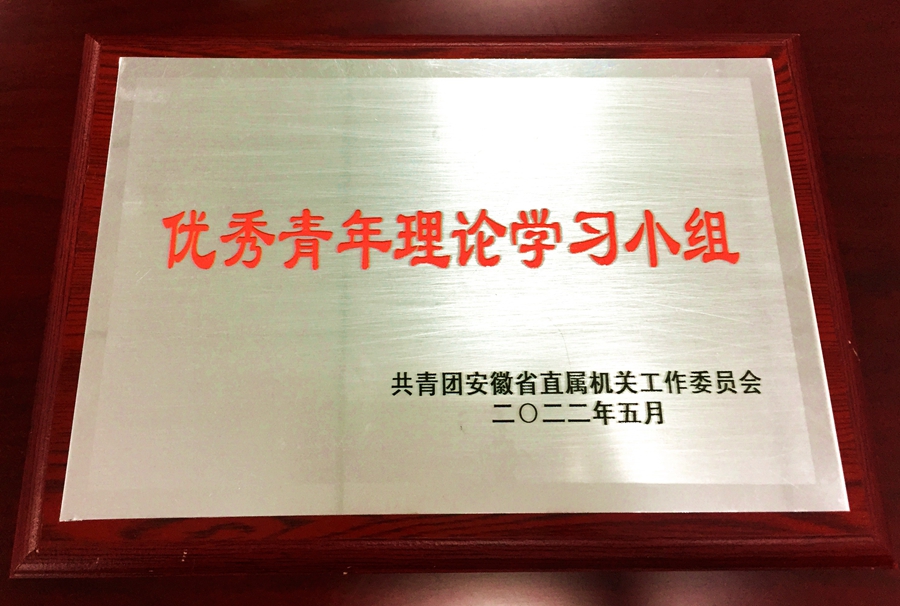 优秀青年理论学习小组
共青团安徽省直属机关工作委员会
二〇二二年五月